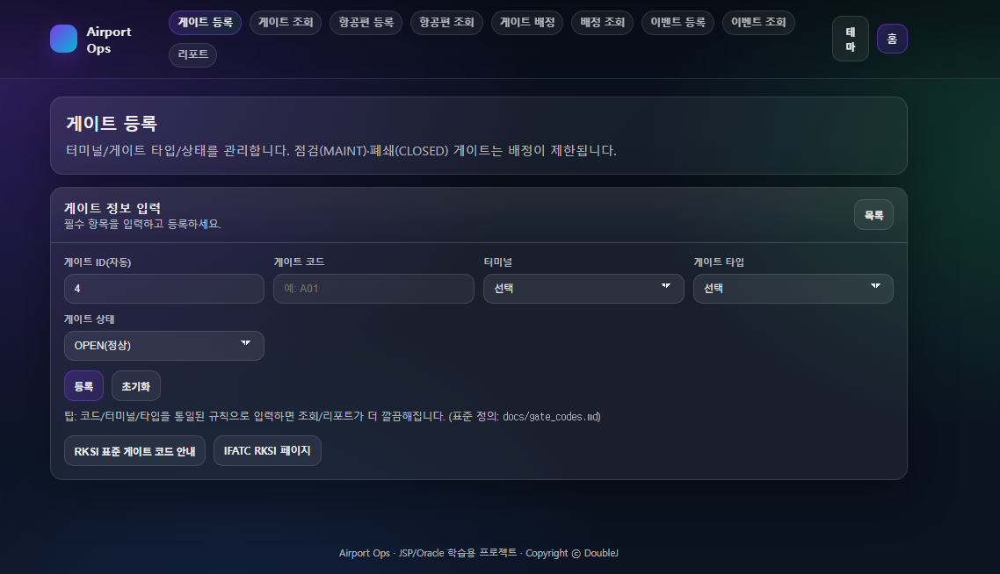 Airport Ops
게이트 등록 게이트 조회 항공편 등록 항공편 조회 게이트 배정 배정 조회 이벤트 등록 이벤트 조회
리포트
테마
홈
게이트 등록
터미널/게이트 타입/상태를 관리합니다. 점검(MAINT)·폐쇄(CLOSED) 게이트는 배정이 제한됩니다.
게이트 정보 입력
필수 항목을 입력하고 등록하세요.
목록
게이트 ID(자동) 게이트 코드 터미널 게이트 타입
4 예: A01 선택 선택
게이트 상태
OPEN(정상)
등록 초기화
팁: 코드/터미널/타입을 통일된 규칙으로 입력하면 조회/리포트가 더 깔끔해집니다. (표준 정의: docs/gate_codes.md)
RKSI 표준 게이트 코드 안내 IFATC RKSI 페이지
Airport Ops · JSP/Oracle 학습용 프로젝트 · Copyright © DoubleJ